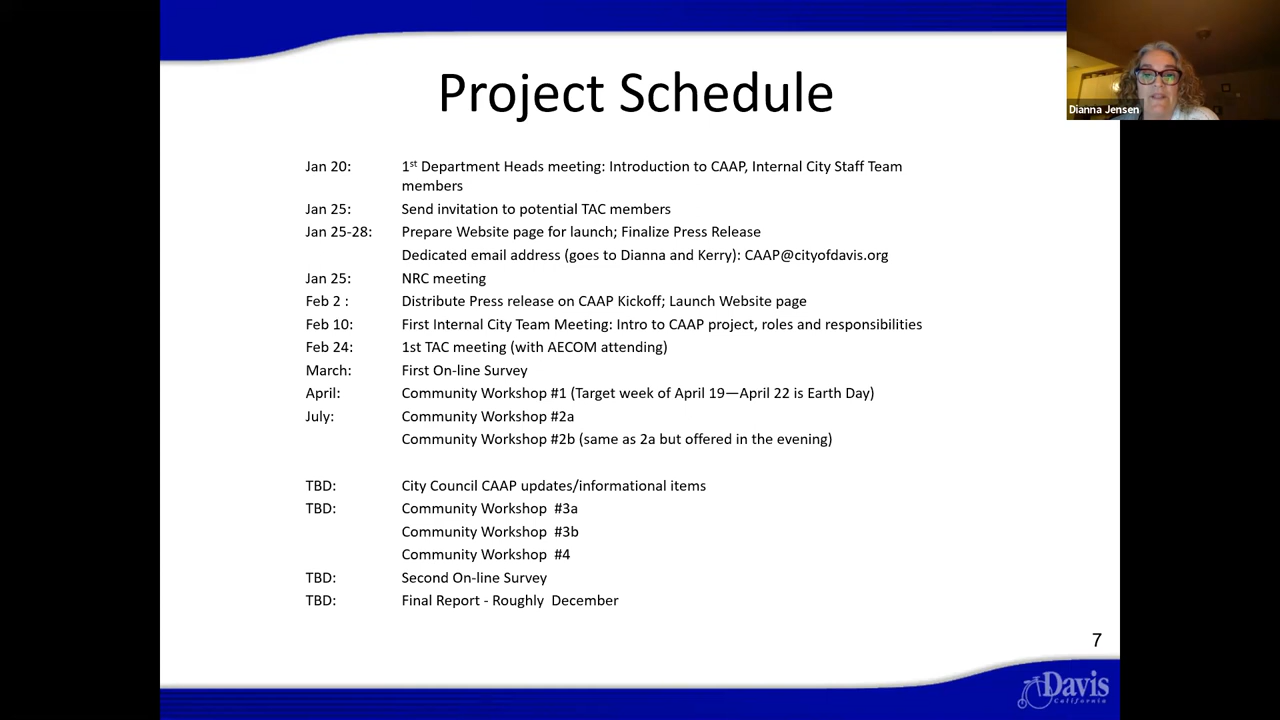 Dianna Jensen
Project Schedule
Jan 20: 1st Department Heads meeting: Introduction to CAAP, Internal City Staff Team
members
Jan 25: Send invitation to potential TAC members
Jan 25-28: Prepare Website page for launch; Finalize Press Release
Dedicated email address (goes to Dianna and Kerry): CAAP@cityofdavis.org
Jan 25: NRC meeting
Feb 2 : Distribute Press release on CAAP Kickoff; Launch Website page
Feb 10: First Internal City Team Meeting: Intro to CAAP project, roles and responsibilities
Feb 24: 1st TAC meeting (with AECOM attending)
March: First On-line Survey
April: Community Workshop #1 (Target week of April 19—April 22 is Earth Day)
July: Community Workshop #2a
Community Workshop #2b (same as 2a but offered in the evening)
TBD: City Council CAAP updates/informational items
TBD: Community Workshop  #3a
Community Workshop  #3b
Community Workshop  #4
TBD: Second On-line Survey
TBD: Final Report - Roughly  December
7
Davis
California